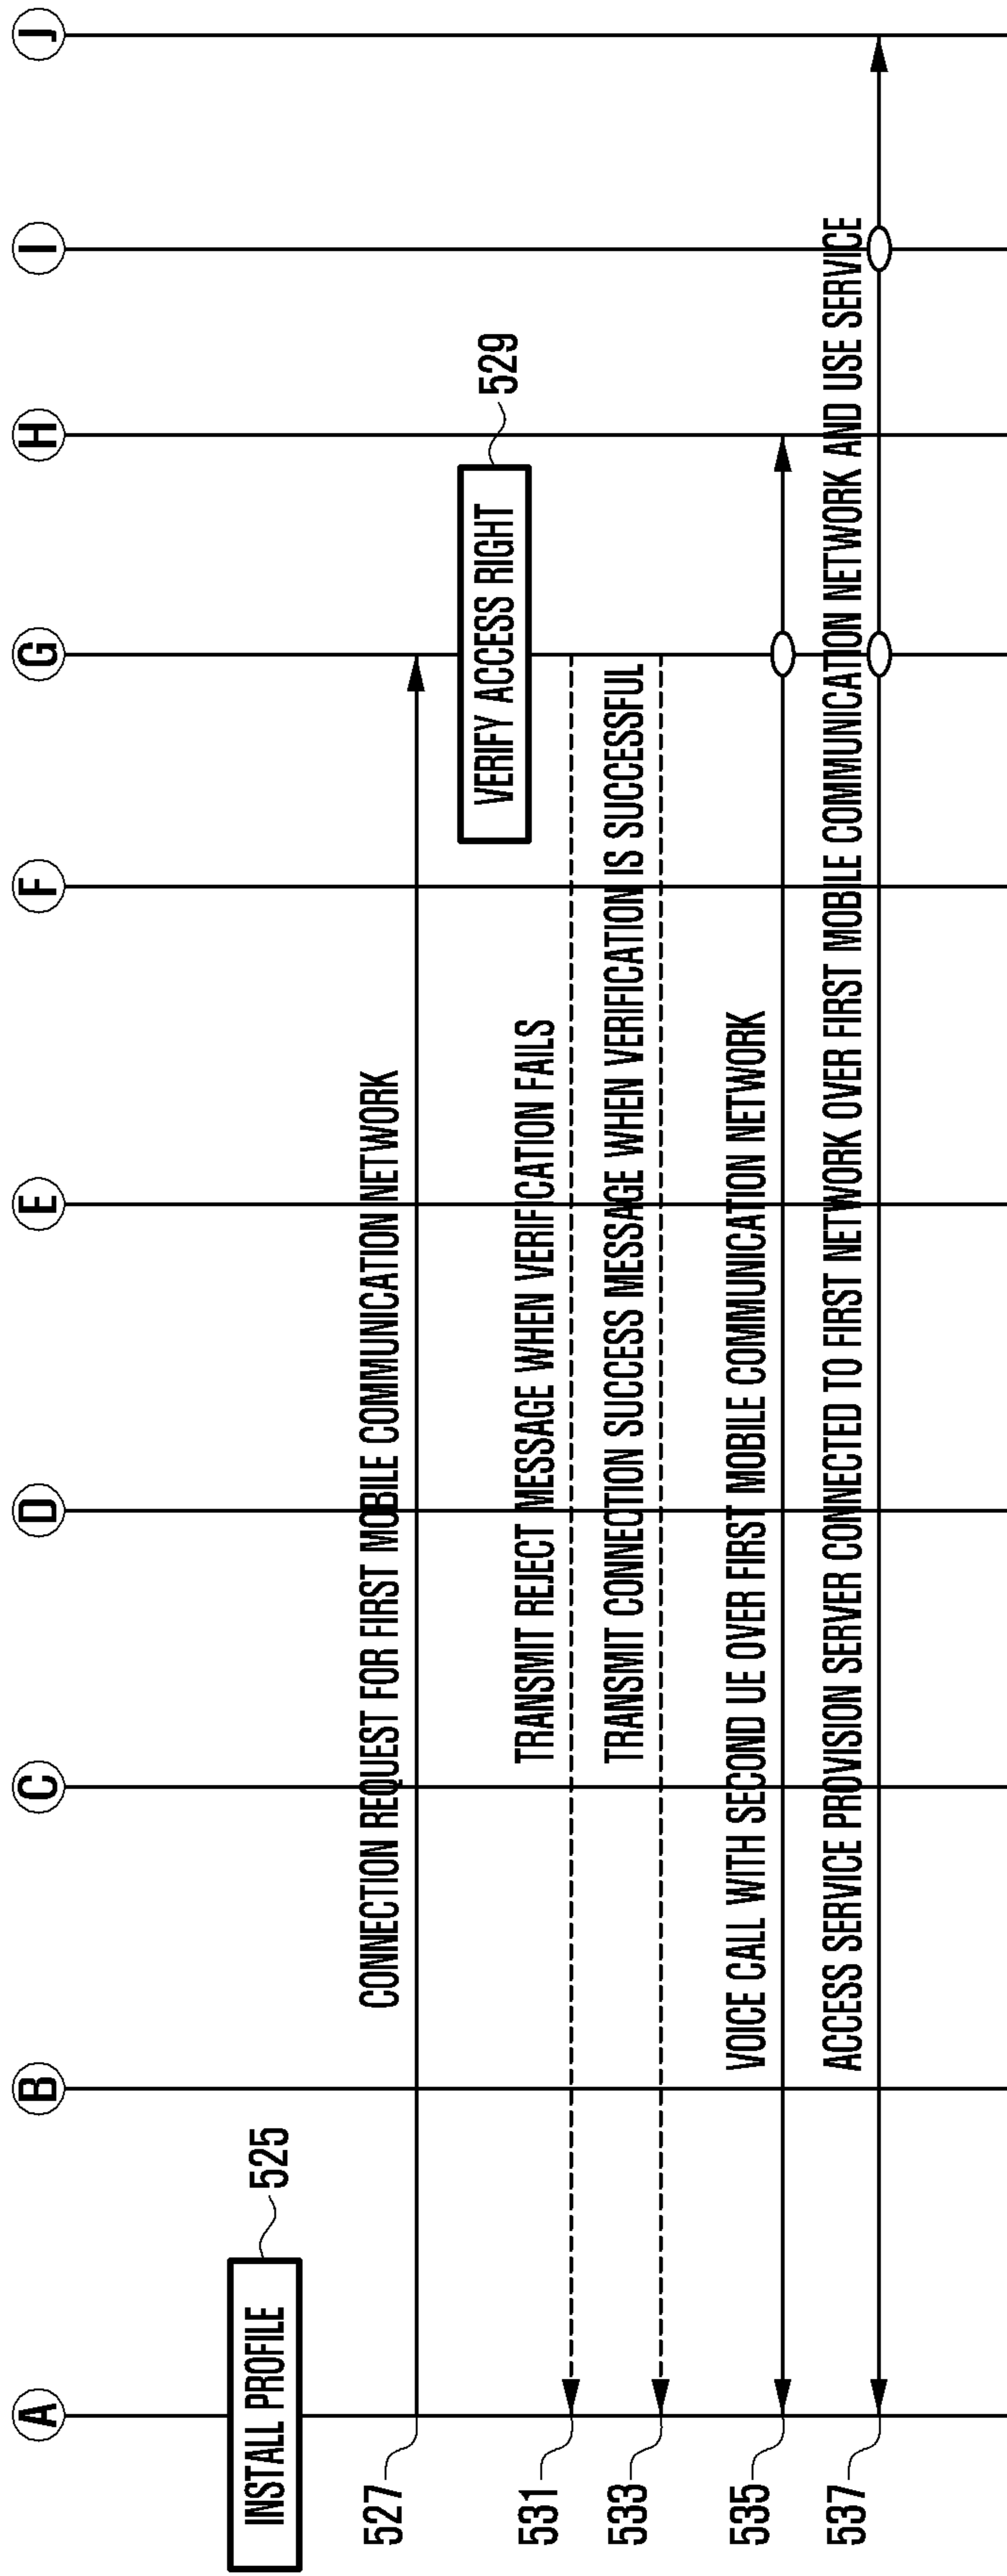 A
B
C
D
E
F
G
H
I
J
INSTALL PROFILE
525
527
CONNECTION REQUEST FOR FIRST MOBILE COMMUNICATION NETWORK
VERIFY ACCESS RIGHT
529
531
TRANSMIT REJECT MESSAGE WHEN VERIFICATION FAILS
533
TRANSMIT CONNECTION SUCCESS MESSAGE WHEN VERIFICATION IS SUCCESSFUL
535
VOICE CALL WITH SECOND UE OVER FIRST MOBILE COMMUNICATION NETWORK
537
ACCESS SERVICE PROVISION SERVER CONNECTED TO FIRST NETWORK OVER FIRST MOBILE COMMUNICATION NETWORK AND USE SERVICE